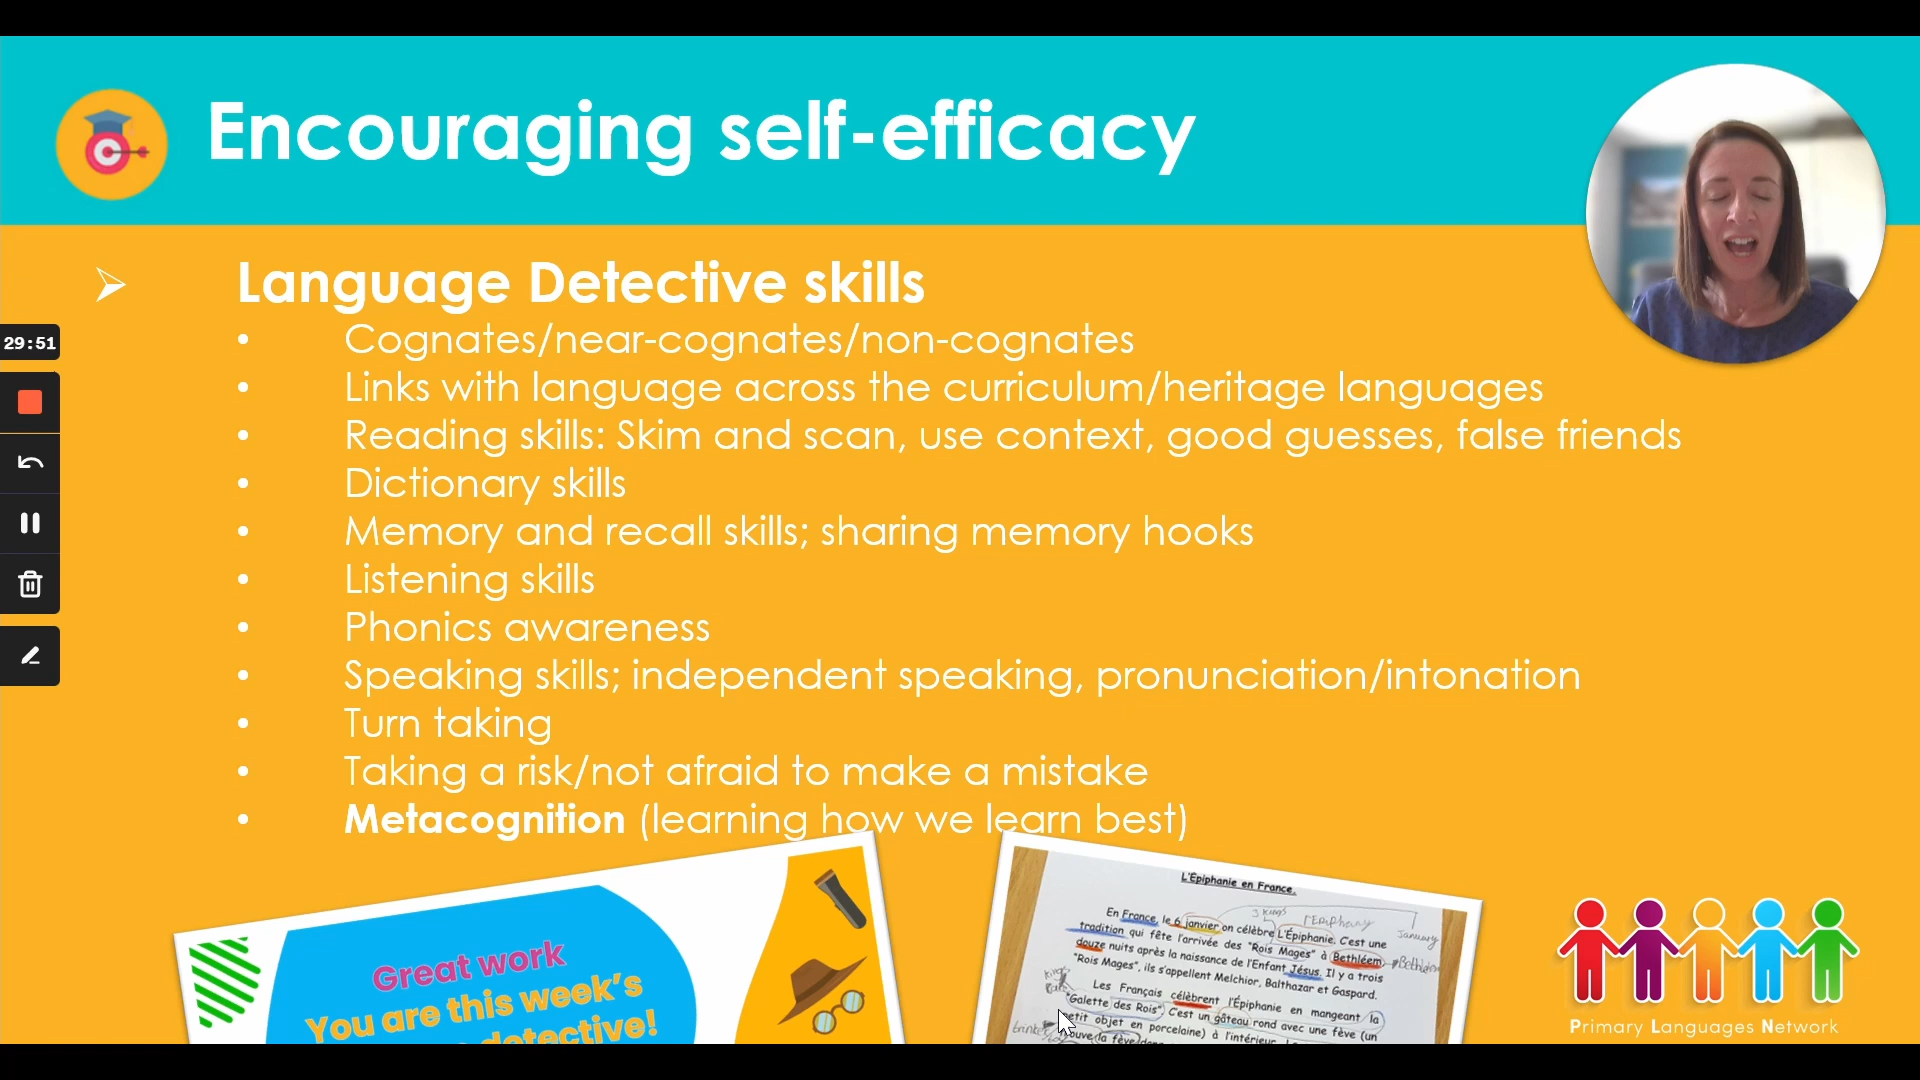 Encouraging self-efficacy
Language Detective skills
29:51
Cognates/near-cognates/non-cognates
Links with language across the curriculum/heritage languages
Reading skills: Skim and scan, use context, good guesses, false friends
Dictionary skills
Memory and recall skills; sharing memory hooks
Listening skills
Phonics awareness
Speaking skills; independent speaking, pronunciation/intonation
Turn taking
Taking a risk/not afraid to make a mistake
Metacognition (learning how we learn best)
Great work
You are this week's
detective!
L'Épiphanie en France.
3 kings l'Epiphany
January
En France, le 6 janvier on célèbre L'Épiphanie. C'est une
tradition qui fête l'arrivée des "Rois Mages" à Bethléem
douze nuits après la naissance de l'Enfant Jésus. Il y a trois
"Rois Mages", ils s'appellent Melchior, Balthazar et Gaspard.
Les Français célèbrent l'Épiphanie en mangeant la
"Galette des Rois". C'est un gâteau rond avec une fève (un
petit objet en porcelaine) à l'intérieur.
la fève
Primary Languages Network